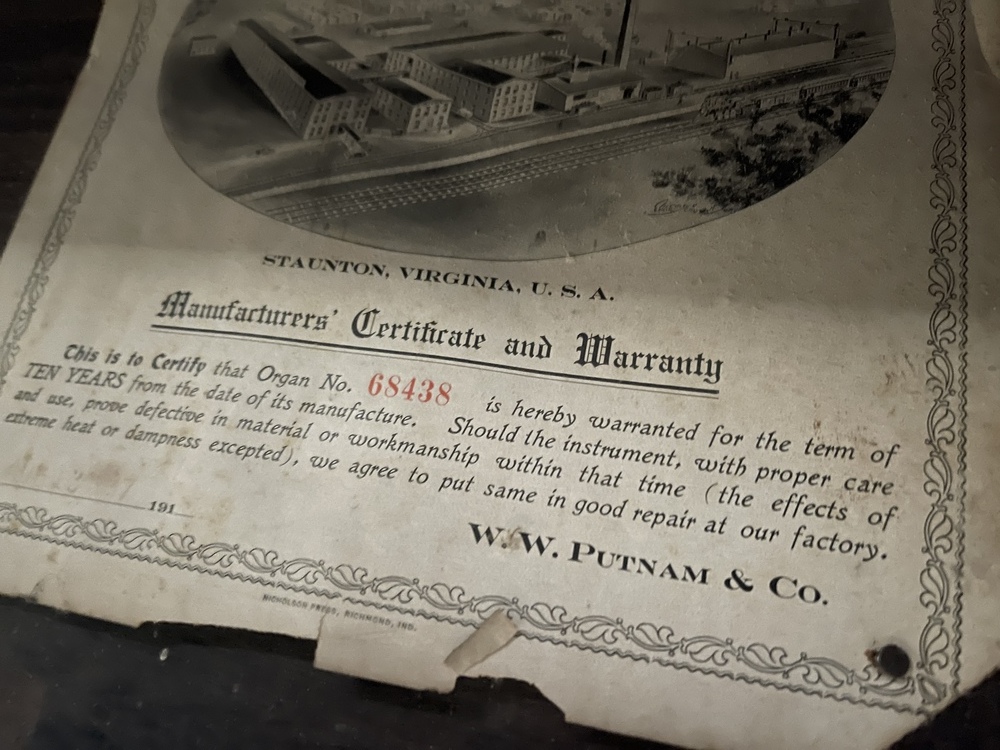 STAUNTON, VIRGINIA, U. S. A.
Manufacturers' Certificate and Warranty
This is to Certify that Organ No. 68438 is hereby warranted for the term of
TEN YEARS from the date of its manufacture. Should the instrument, with proper care
and use, prove defective in material or workmanship within that time (the effects of
extreme heat or dampness excepted), we agree to put same in good repair at our factory.
191
W. W. PUTNAM & CO.
NICHOLSON PRESS, RICHMOND, IND.